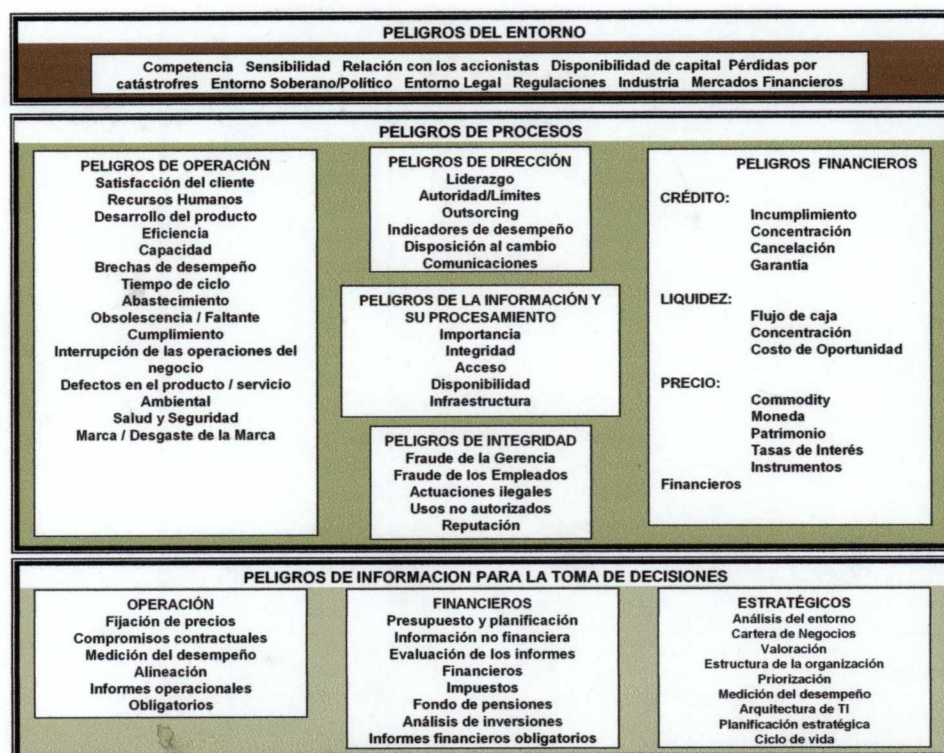 PELIGROS DEL ENTORNO
Competencia Sensibilidad Relación con los accionistas Disponibilidad de capital Pérdidas por
catástrofres Entorno Soberano/Político Entorno Legal Regulaciones Industria Mercados Financieros
PELIGROS DE PROCESOS
PELIGROS DE OPERACIÓN
Satisfacción del cliente
Recursos Humanos
Desarrollo del producto
Eficiencia
Capacidad
Brechas de desempeño
Tiempo de ciclo
Abastecimiento
Obsolescencia / Faltante
Cumplimiento
Interrupción de las operaciones del
negocio
Defectos en el producto / servicio
Ambiental
Salud y Seguridad
Marca / Desgaste de la Marca
PELIGROS DE DIRECCIÓN
Liderazgo
Autoridad/Límites
Outsorcing
Indicadores de desempeño
Disposición al cambio
Comunicaciones
PELIGROS DE LA INFORMACIÓN Y
SU PROCESAMIENTO
Importancia
Integridad
Acceso
Disponibilidad
Infraestructura
PELIGROS DE INTEGRIDAD
Fraude de la Gerencia
Fraude de los Empleados
Actuaciones ilegales
Usos no autorizados
Reputación
PELIGROS FINANCIEROS
CRÉDITO:
Incumplimiento
Concentración
Cancelación
Garantía
LIQUIDEZ:
Flujo de caja
Concentración
Costo de Oportunidad
PRECIO:
Commodity
Moneda
Patrimonio
Tasas de Interés
Instrumentos
Financieros
PELIGROS DE INFORMACION PARA LA TOMA DE DECISIONES
OPERACIÓN
Fijación de precios
Compromisos contractuales
Medición del desempeño
Alineación
Informes operacionales
Obligatorios
FINANCIEROS
Presupuesto y planificación
Información no financiera
Evaluación de los informes
Financieros
Impuestos
Fondo de pensiones
Análisis de inversiones
Informes financieros obligatorios
ESTRATÉGICOS
Análisis del entorno
Cartera de Negocios
Valoración
Estructura de la organización
Priorización
Medición del desempeño
Arquitectura de TI
Planificación estratégica
Ciclo de vida